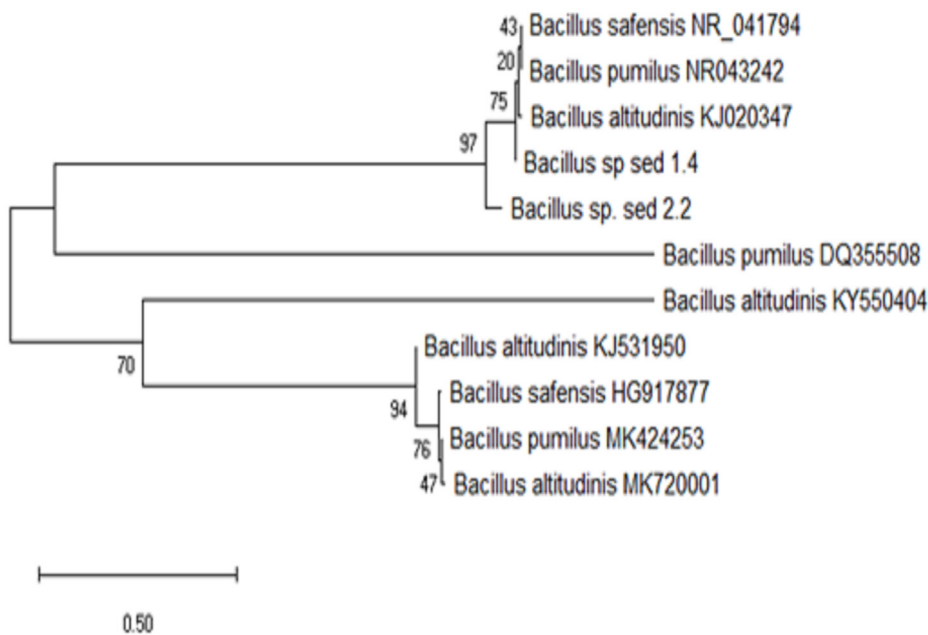 43 Bacillus safensis NR_041794
20
Bacillus pumilus NR043242
75
Bacillus altitudinis KJ020347
97
Bacillus sp sed 1.4
Bacillus sp. sed 2.2
Bacillus pumilus DQ355508
Bacillus altitudinis KY550404
Bacillus altitudinis KJ531950
70
Bacillus safensis HG917877
94
Bacillus pumilus MK424253
76
47 Bacillus altitudinis MK720001
0.50